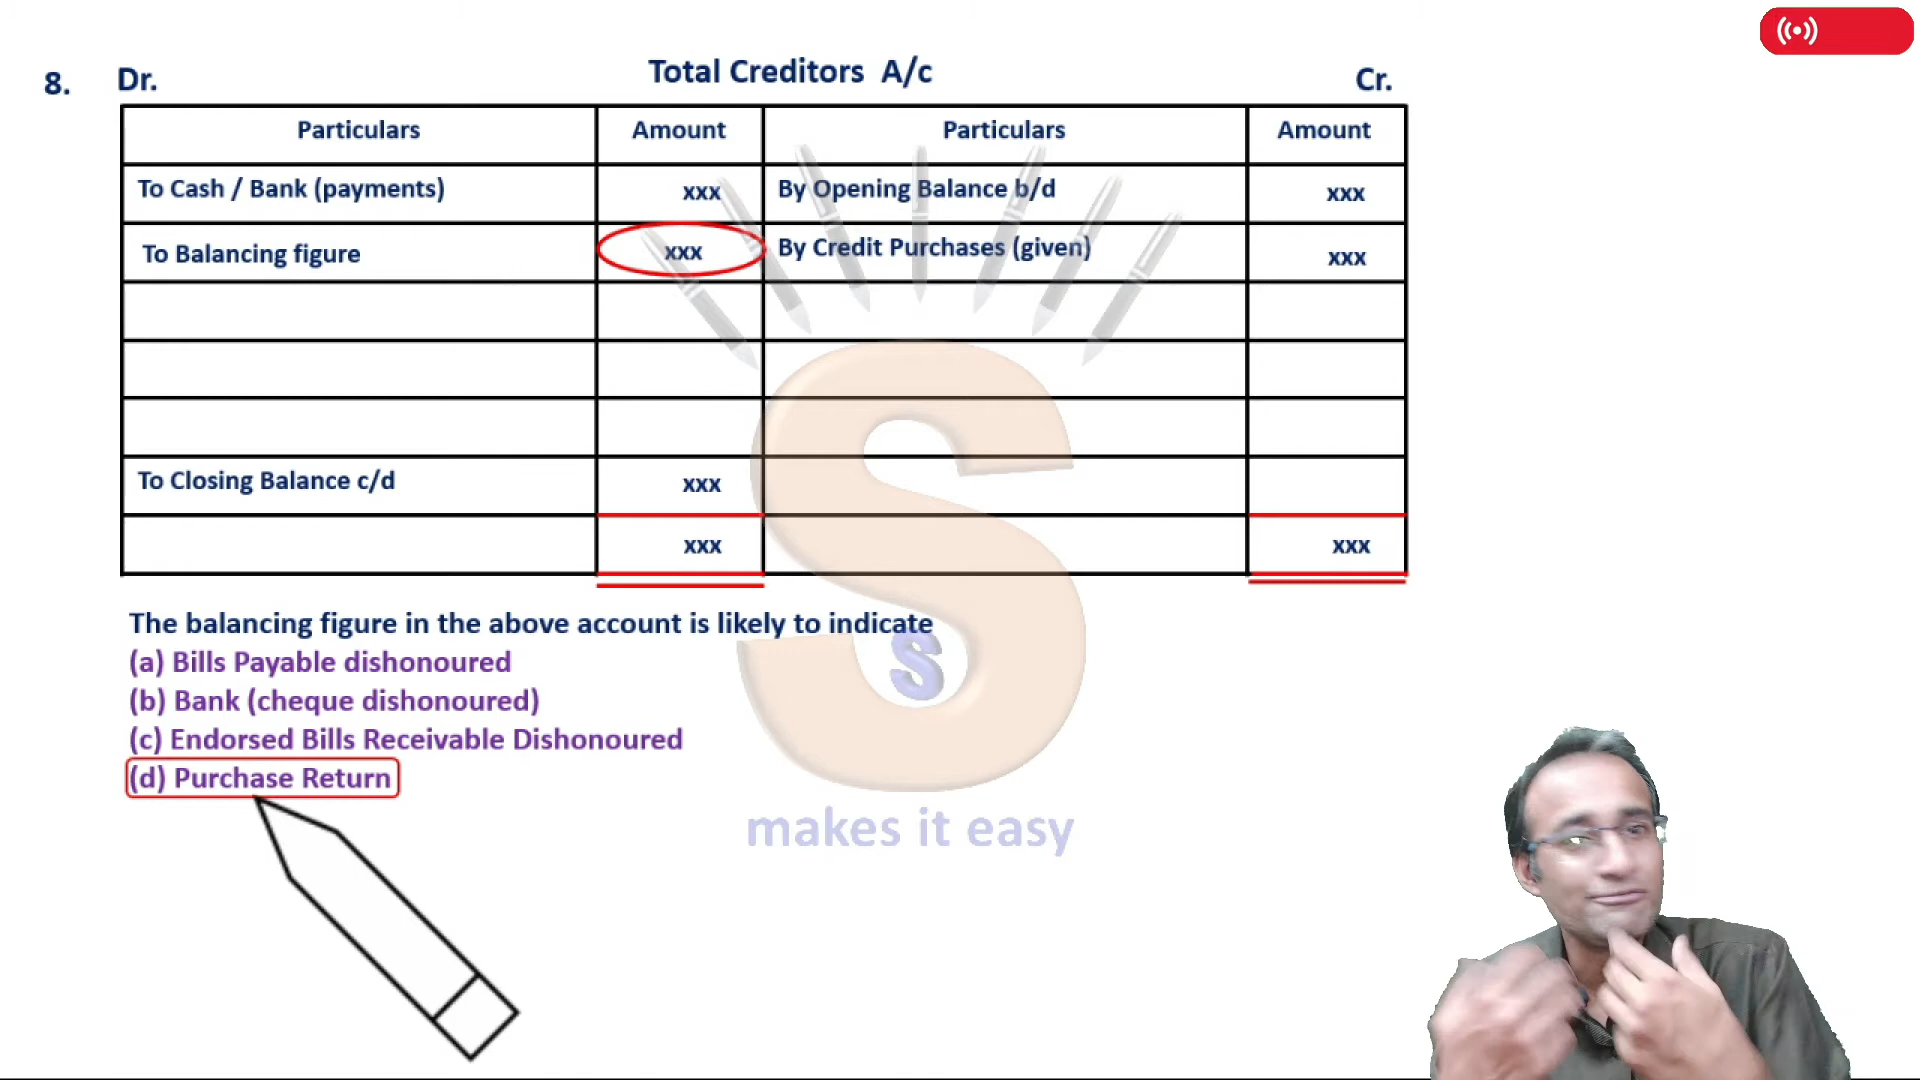 8. Dr. Total Creditors A/c Cr.
Particulars Amount Particulars Amount
To Cash / Bank (payments) xxx By Opening Balance b/d xxx
To Balancing figure xxx By Credit Purchases (given) xxx
To Closing Balance c/d xxx
xxx xxx
The balancing figure in the above account is likely to indicate
(a) Bills Payable dishonoured
(b) Bank (cheque dishonoured)
(c) Endorsed Bills Receivable Dishonoured
(d) Purchase Return
S
S
makes it easy